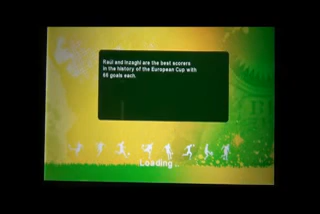 Raúl and Inzaghi are the best scorers
in the history of the European Cup with
66 goals each.
Loading...